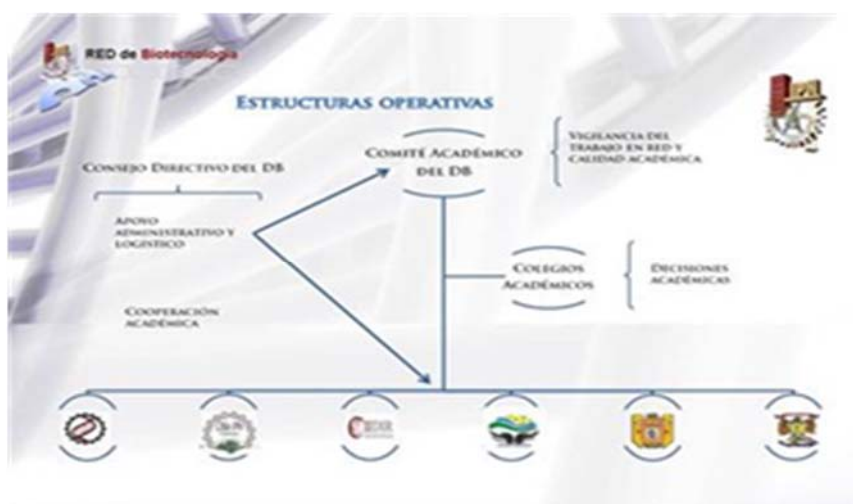 RED de Biotecnología
ESTRUCTURAS OPERATIVAS
COMITÉ ACADÉMICO
DEL DB
VIGILANCIA DEL
TRABAJO EN RED Y
CALIDAD ACADÉMICA
CONSEJO DIRECTIVO DEL DB
APOYO
ADMINISTRATIVO Y
LOGÍSTICO
COLEGIOS
ACADÉMICOS
DECISIONES
ACADÉMICAS
COOPERACIÓN
ACADÉMICA